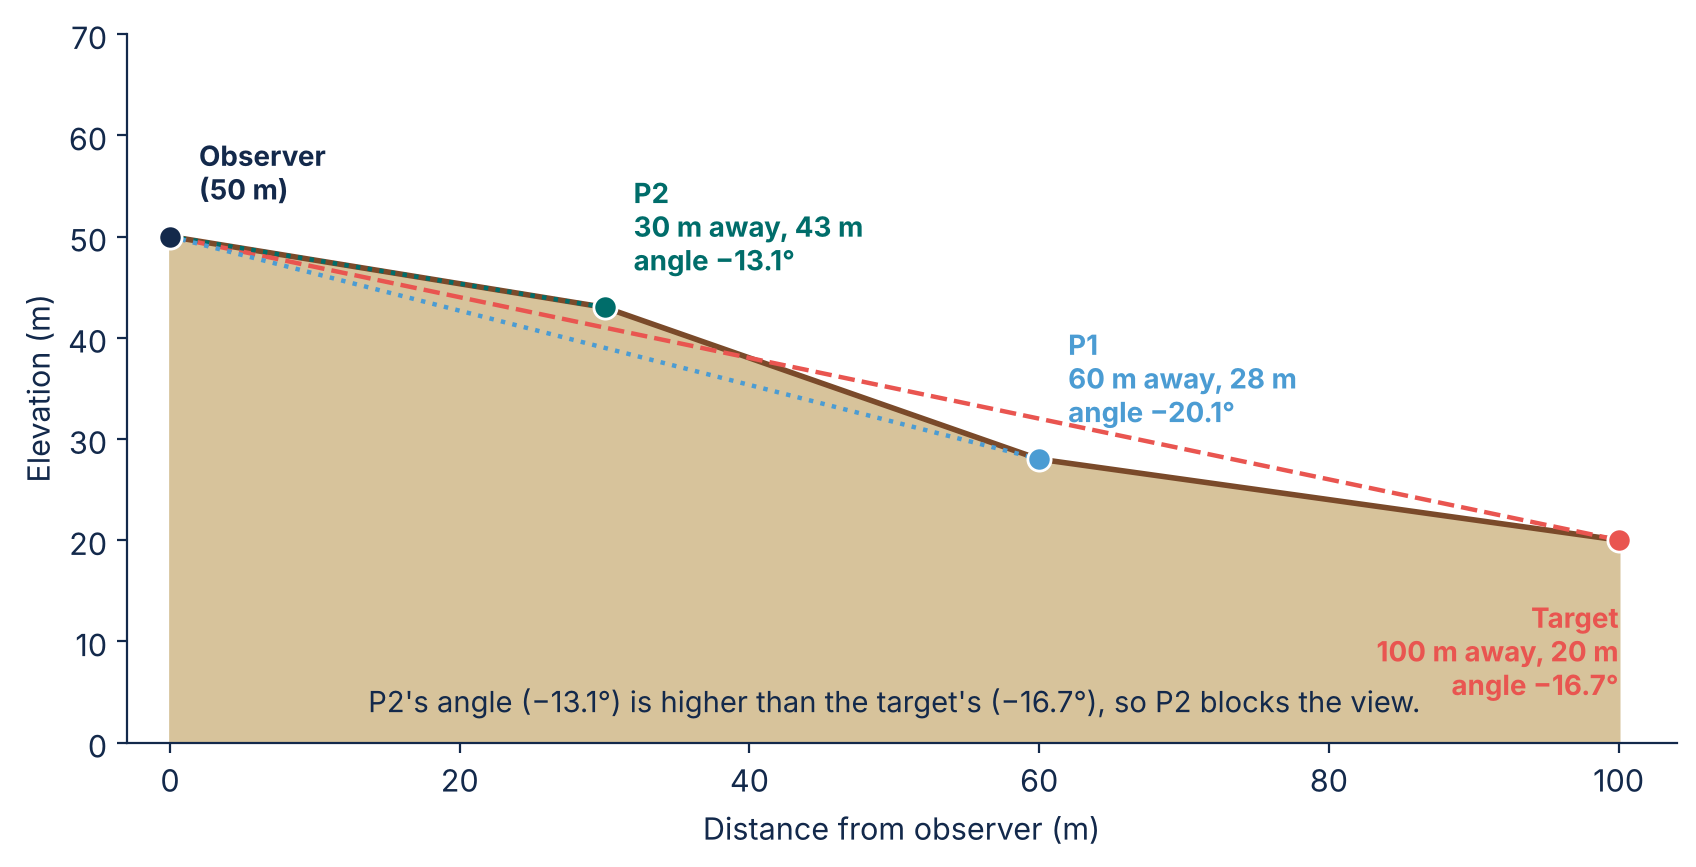 70
60
50
40
30
20
10
0
Elevation (m)
Observer
(50 m)
P2
30 m away, 43 m
angle −13.1°
P1
60 m away, 28 m
angle −20.1°
Target
100 m away, 20 m
angle −16.7°
P2's angle (−13.1°) is higher than the target's (−16.7°), so P2 blocks the view.
0
20
40
60
80
100
Distance from observer (m)